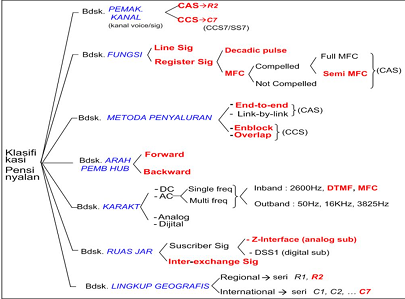 Bdsk. PEMAK. KANAL
(kanal voice/sig)
CAS→R2
CCS→C7
(CCS7/SS7)
Bdsk. FUNGSI
Line Sig
Register Sig
Decadic pulse
MFC
Compelled
Not Compelled
Full MFC
Semi MFC
(CAS)
Bdsk. METODA PENYALURAN
- End-to-end
- Link-by-link
(CAS)
- Enblock
- Overlap
(CCS)
Klasifi
kasi
Pensi
nyalan
Bdsk. ARAH
PEMB HUB
Forward
Backward
Bdsk. KARAKT
- DC
- AC
Single freq
Multi freq
Inband : 2600Hz, DTMF, MFC
Outband : 50Hz, 16KHz, 3825Hz
- Analog
- Dijital
Bdsk. RUAS JAR
Suscriber Sig
- Z-Interface (analog sub)
- DSS1 (digital sub)
Inter-exchange Sig
Bdsk. LINGKUP GEOGRAFIS
Regional → seri R1, R2
International → seri C1, C2, ... C7